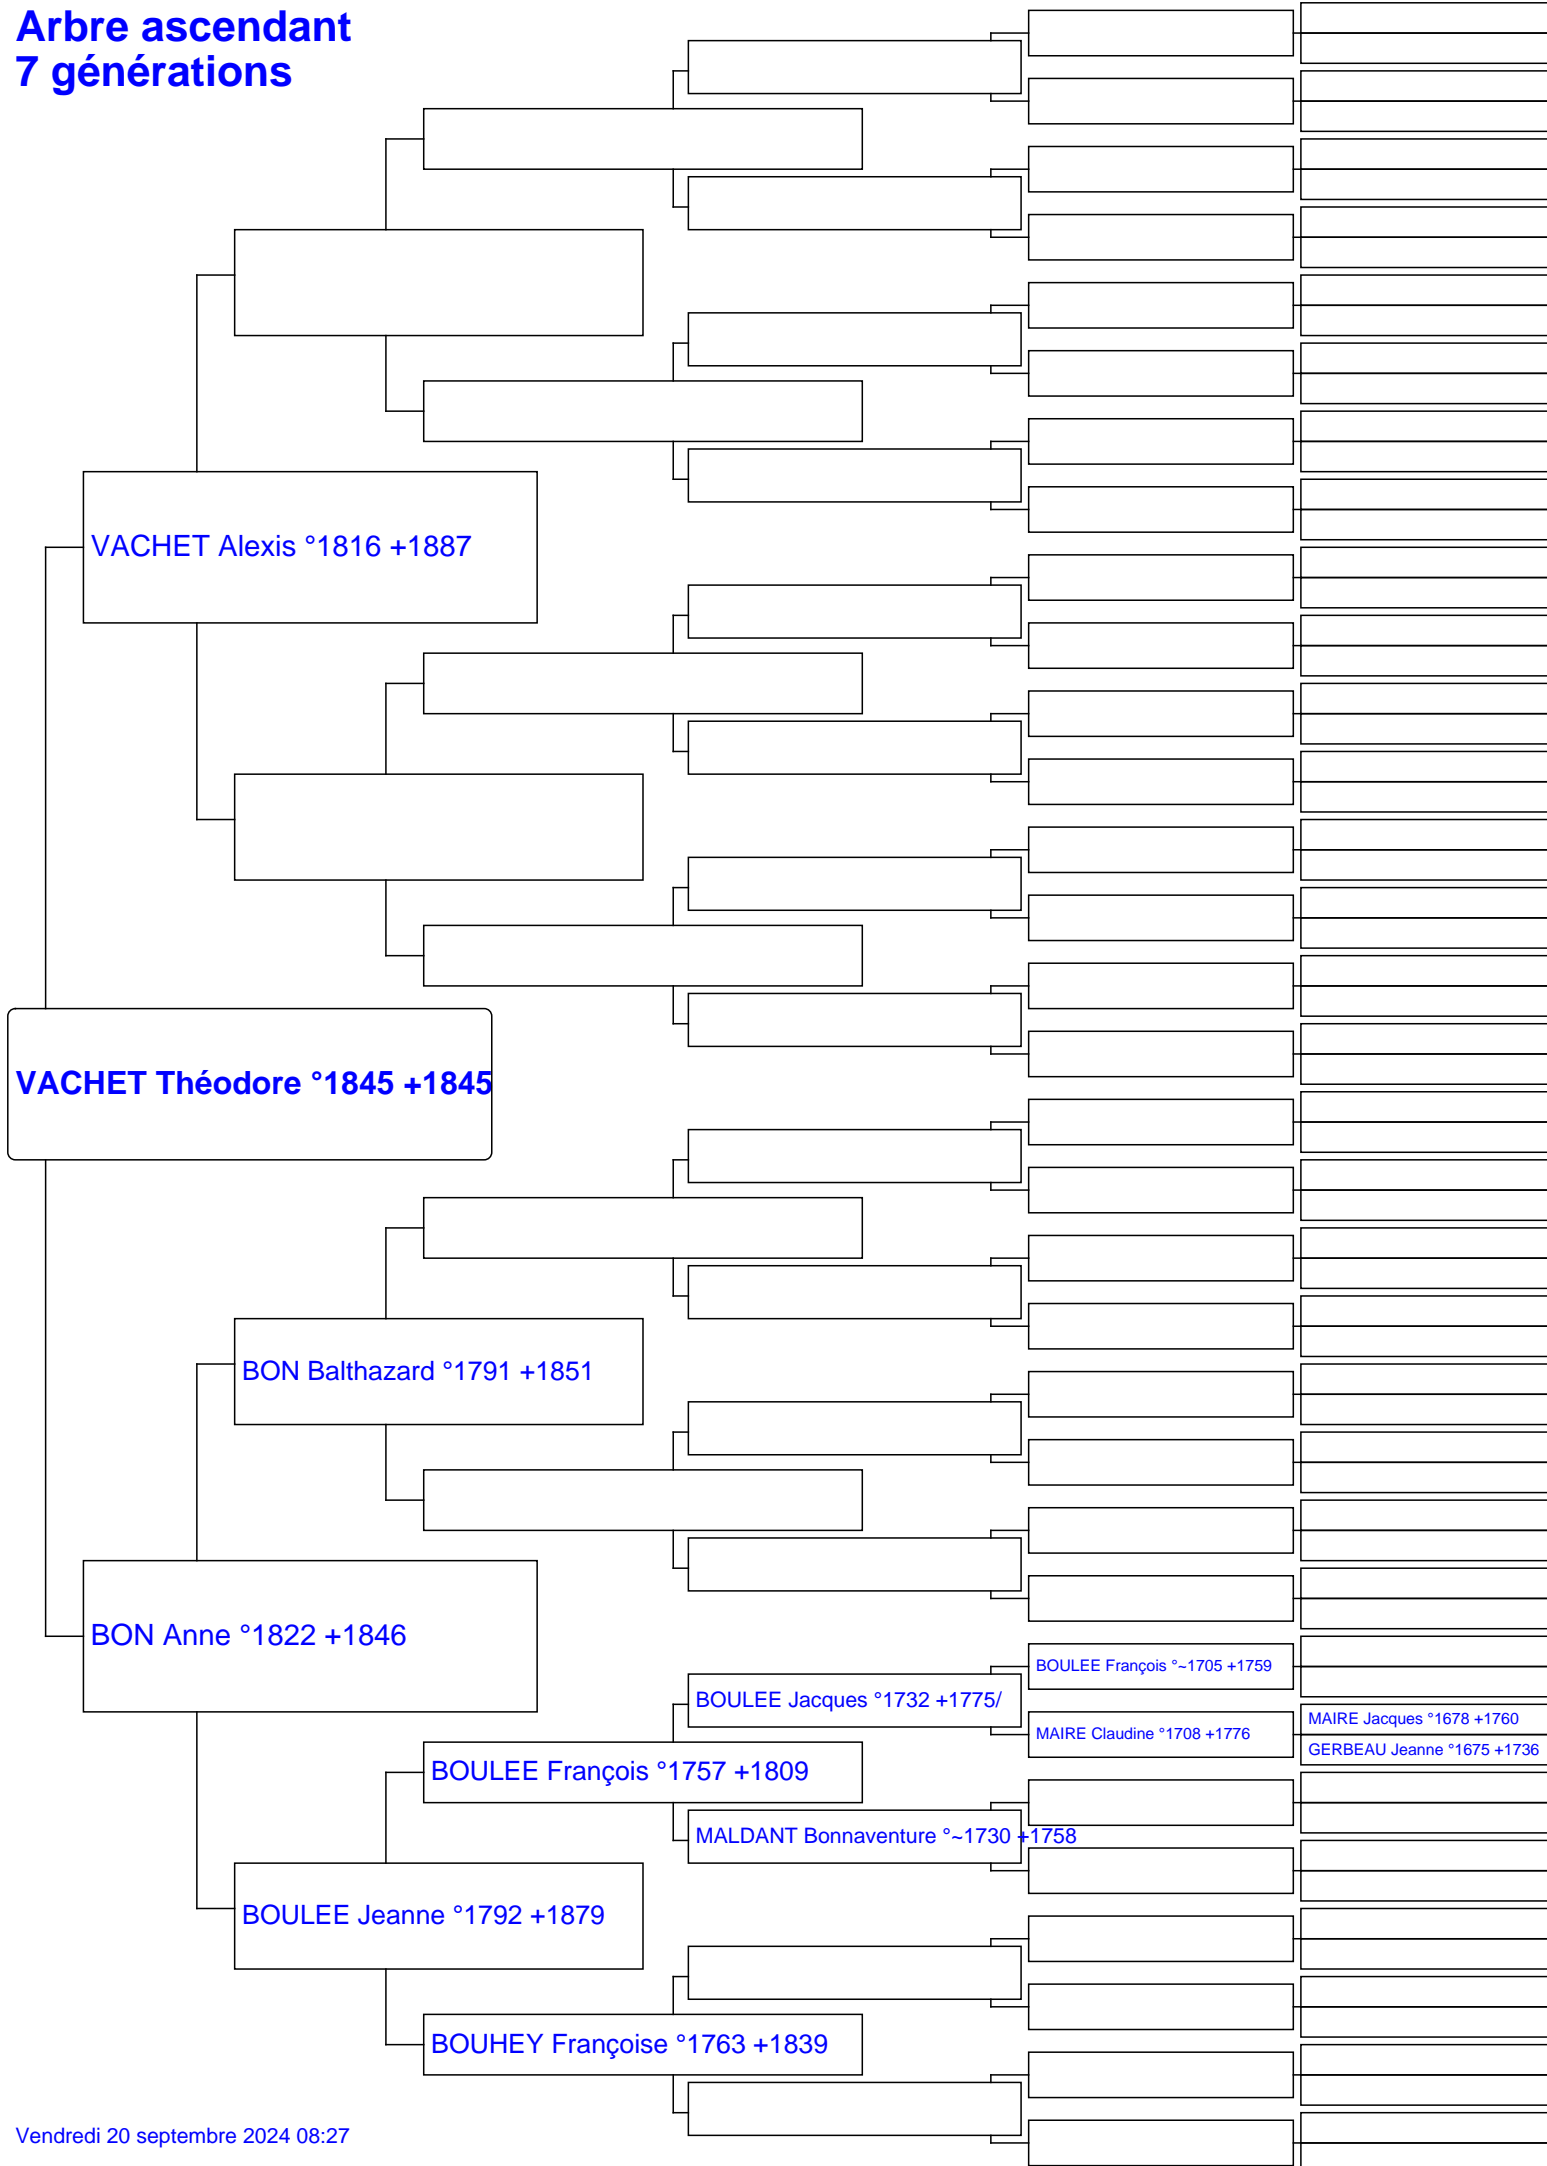 Arbre ascendant
7 générations
VACHET Alexis °1816 +1887
VACHET Théodore °1845 +1845
BON Balthazard °1791 +1851
BON Anne °1822 +1846
BOULEE François °~1705 +1759
BOULEE Jacques °1732 +1775/
MAIRE Jacques °1678 +1760
MAIRE Claudine °1708 +1776
GERBEAU Jeanne °1675 +1736
BOULEE François °1757 +1809
MALDANT Bonnaventure °~1730 +1758
BOULEE Jeanne °1792 +1879
BOUHEY Françoise °1763 +1839
Vendredi 20 septembre 2024 08:27